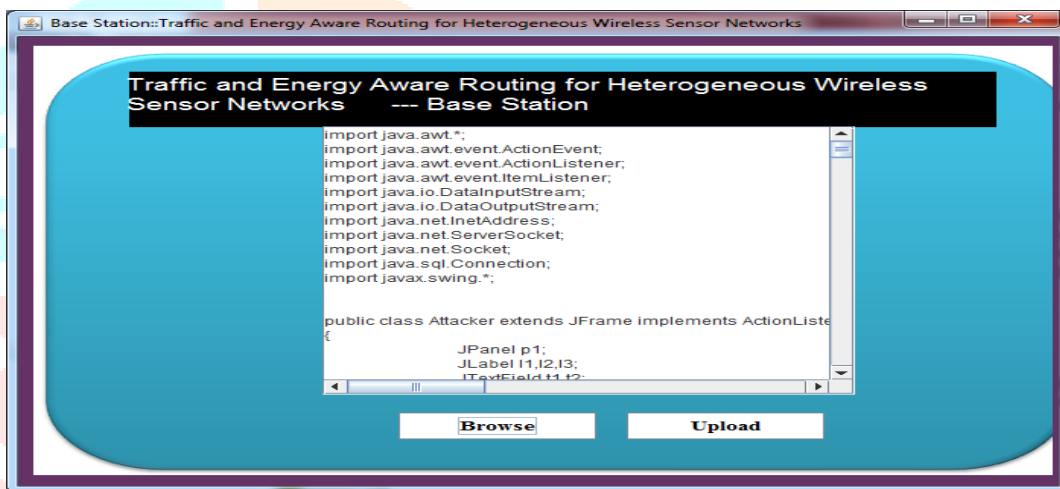 Base Station::Traffic and Energy Aware Routing for Heterogeneous Wireless Sensor Networks
Traffic and Energy Aware Routing for Heterogeneous Wireless
Sensor Networks --- Base Station
import java.awt.*;
import java.awt.event.ActionEvent;
import java.awt.event.ActionListener;
import java.awt.event.ItemListener;
import java.io.DataInputStream;
import java.io.DataOutputStream;
import java.net.InetAddress;
import java.net.ServerSocket;
import java.net.Socket;
import java.sql.Connection;
import javax.swing.*;
public class Attacker extends JFrame implements ActionListe
{
JPanel p1;
JLabel l1,l2,l3;
JTextField t1,t2;
Browse Upload